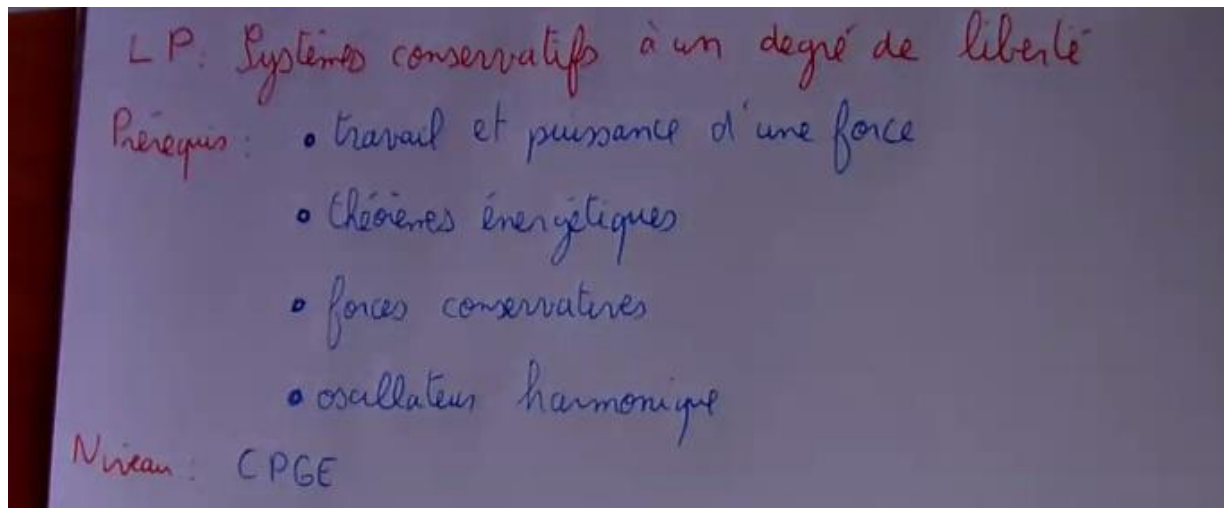 LP: Systèmes conservatifs à un degré de liberté
Prérequis: • travail et puissance d'une force
• théorèmes énergétiques
• forces conservatives
• oscillateur harmonique
Niveau: CPGE